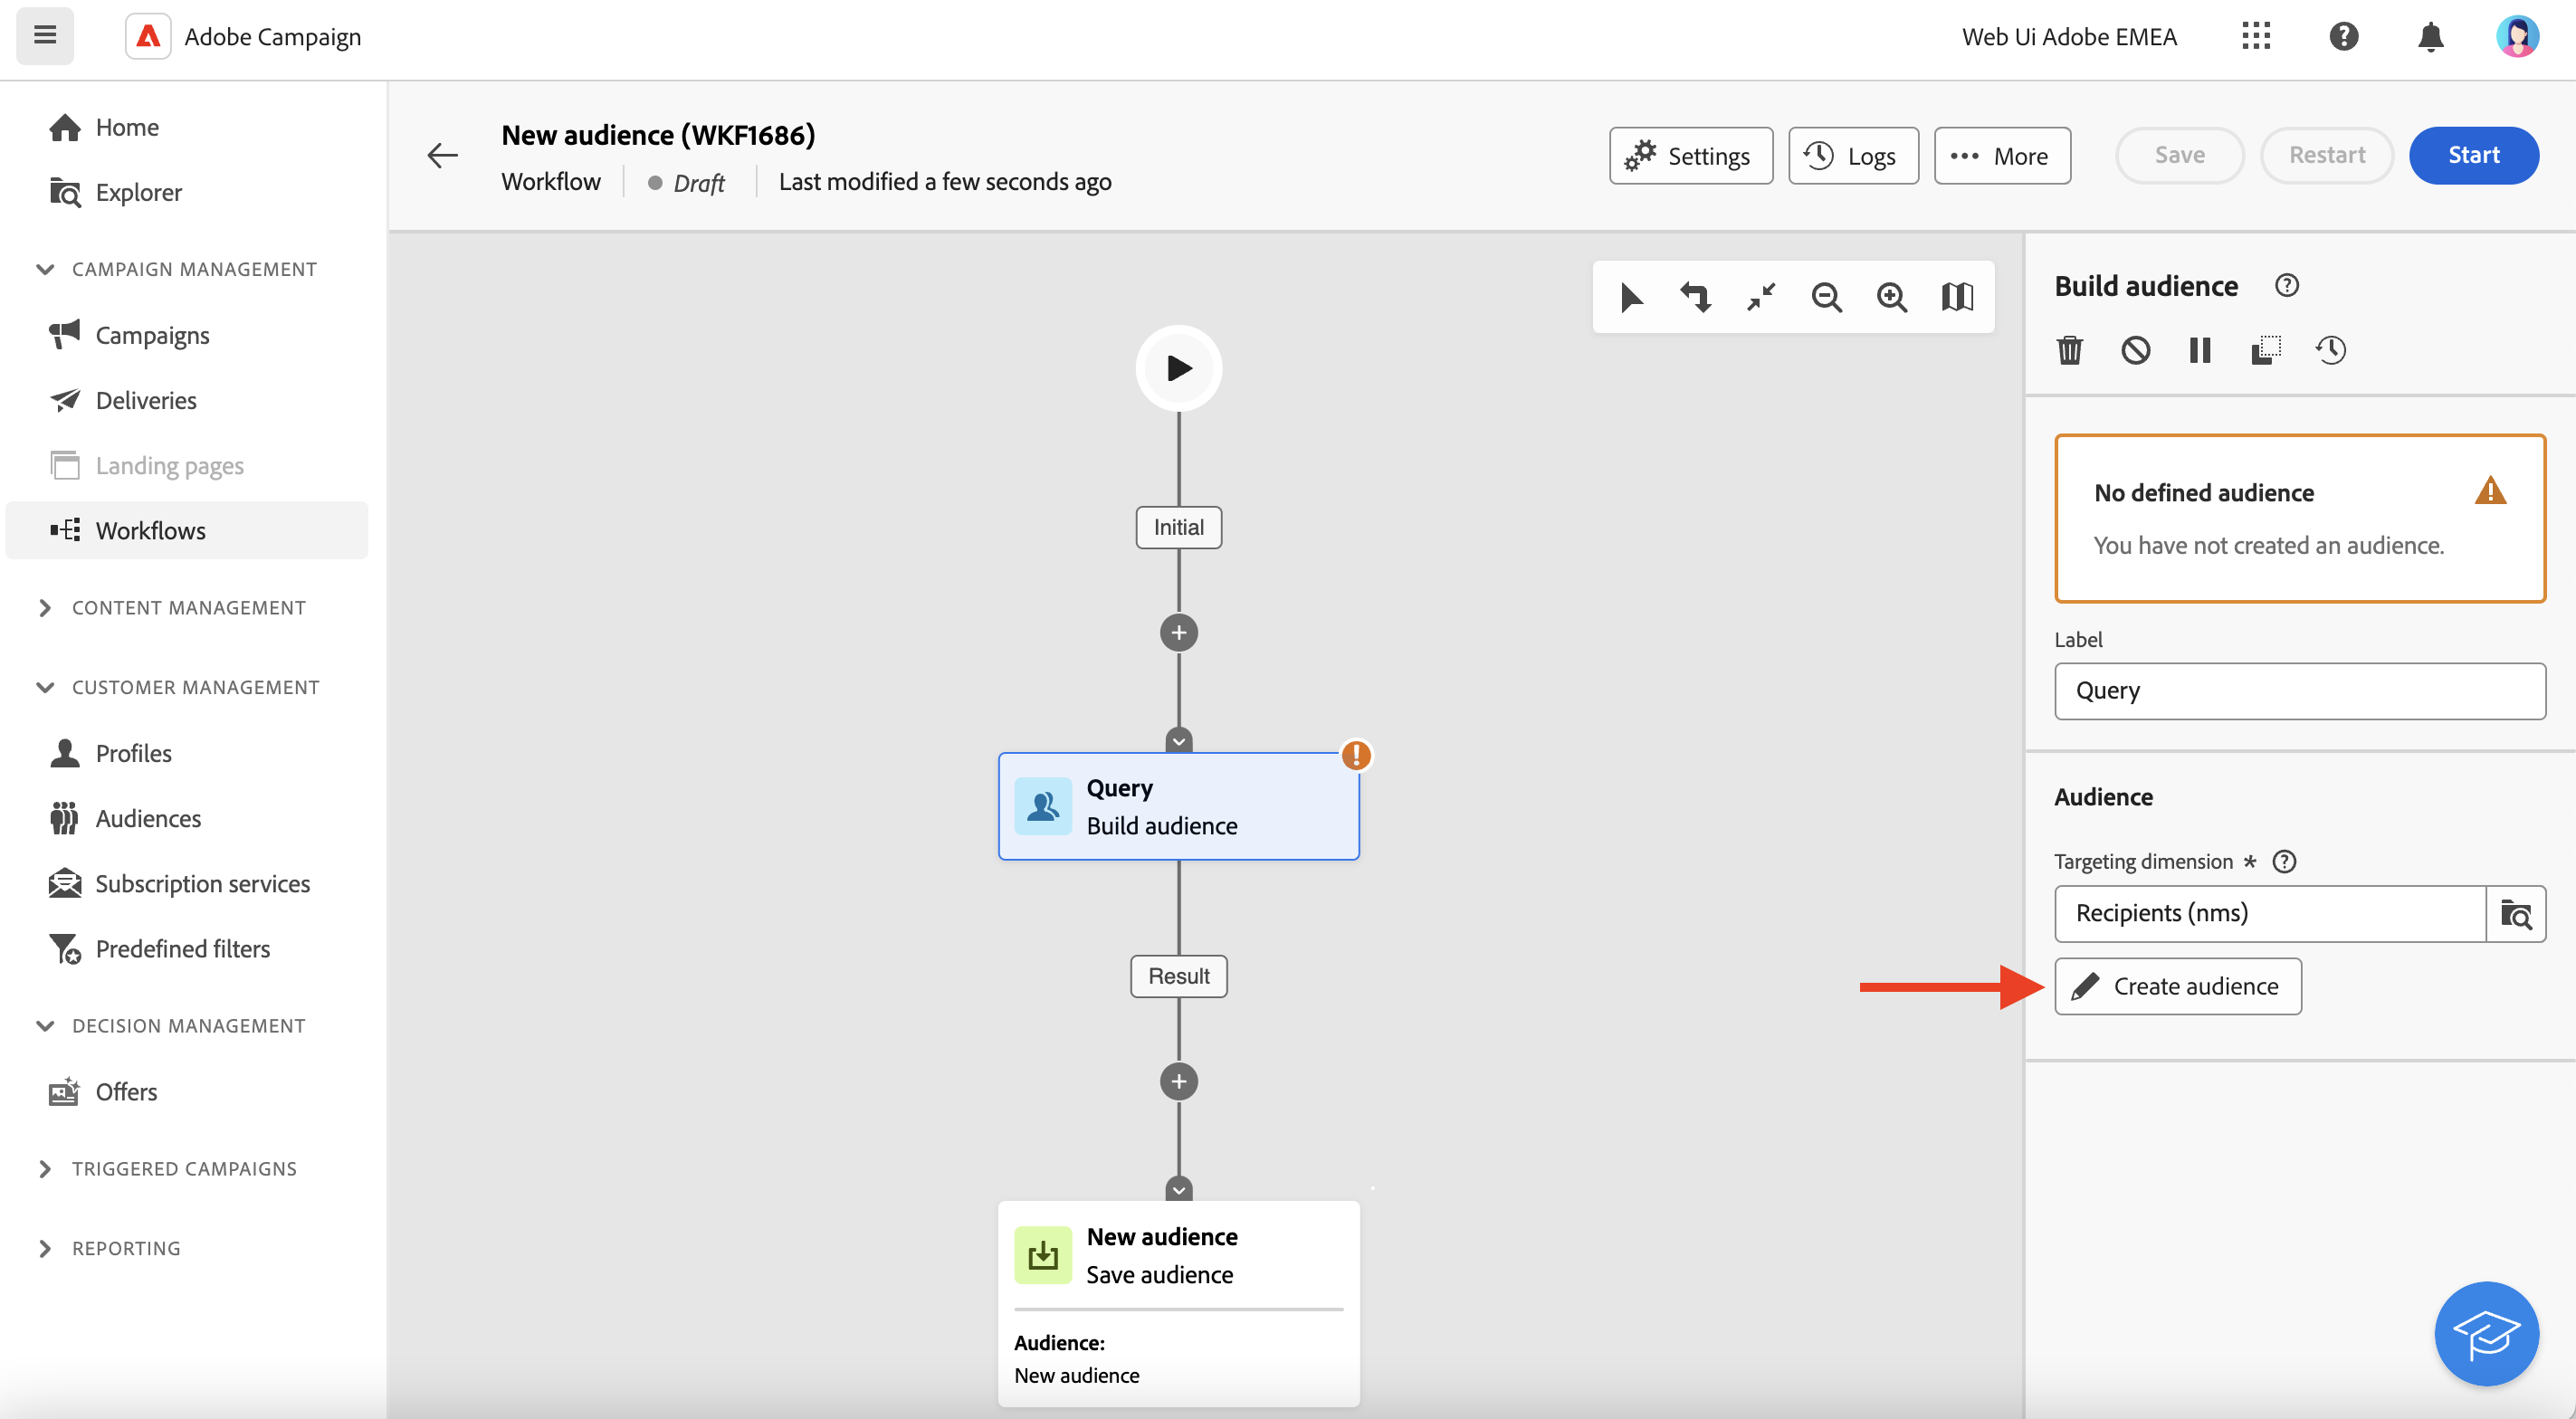 Adobe Campaign
Web Ui Adobe EMEA
Home
Explorer
CAMPAIGN MANAGEMENT
Campaigns
Deliveries
Landing pages
Workflows
CONTENT MANAGEMENT
CUSTOMER MANAGEMENT
Profiles
Audiences
Subscription services
Predefined filters
DECISION MANAGEMENT
Offers
TRIGGERED CAMPAIGNS
REPORTING
New audience (WKF1686)
Workflow
Draft
Last modified a few seconds ago
Settings
Logs
More
Save
Restart
Start
Initial
Query
Build audience
Result
New audience
Save audience
Audience:
New audience
Build audience
No defined audience
You have not created an audience.
Label
Query
Audience
Targeting dimension *
Recipients (nms)
Create audience